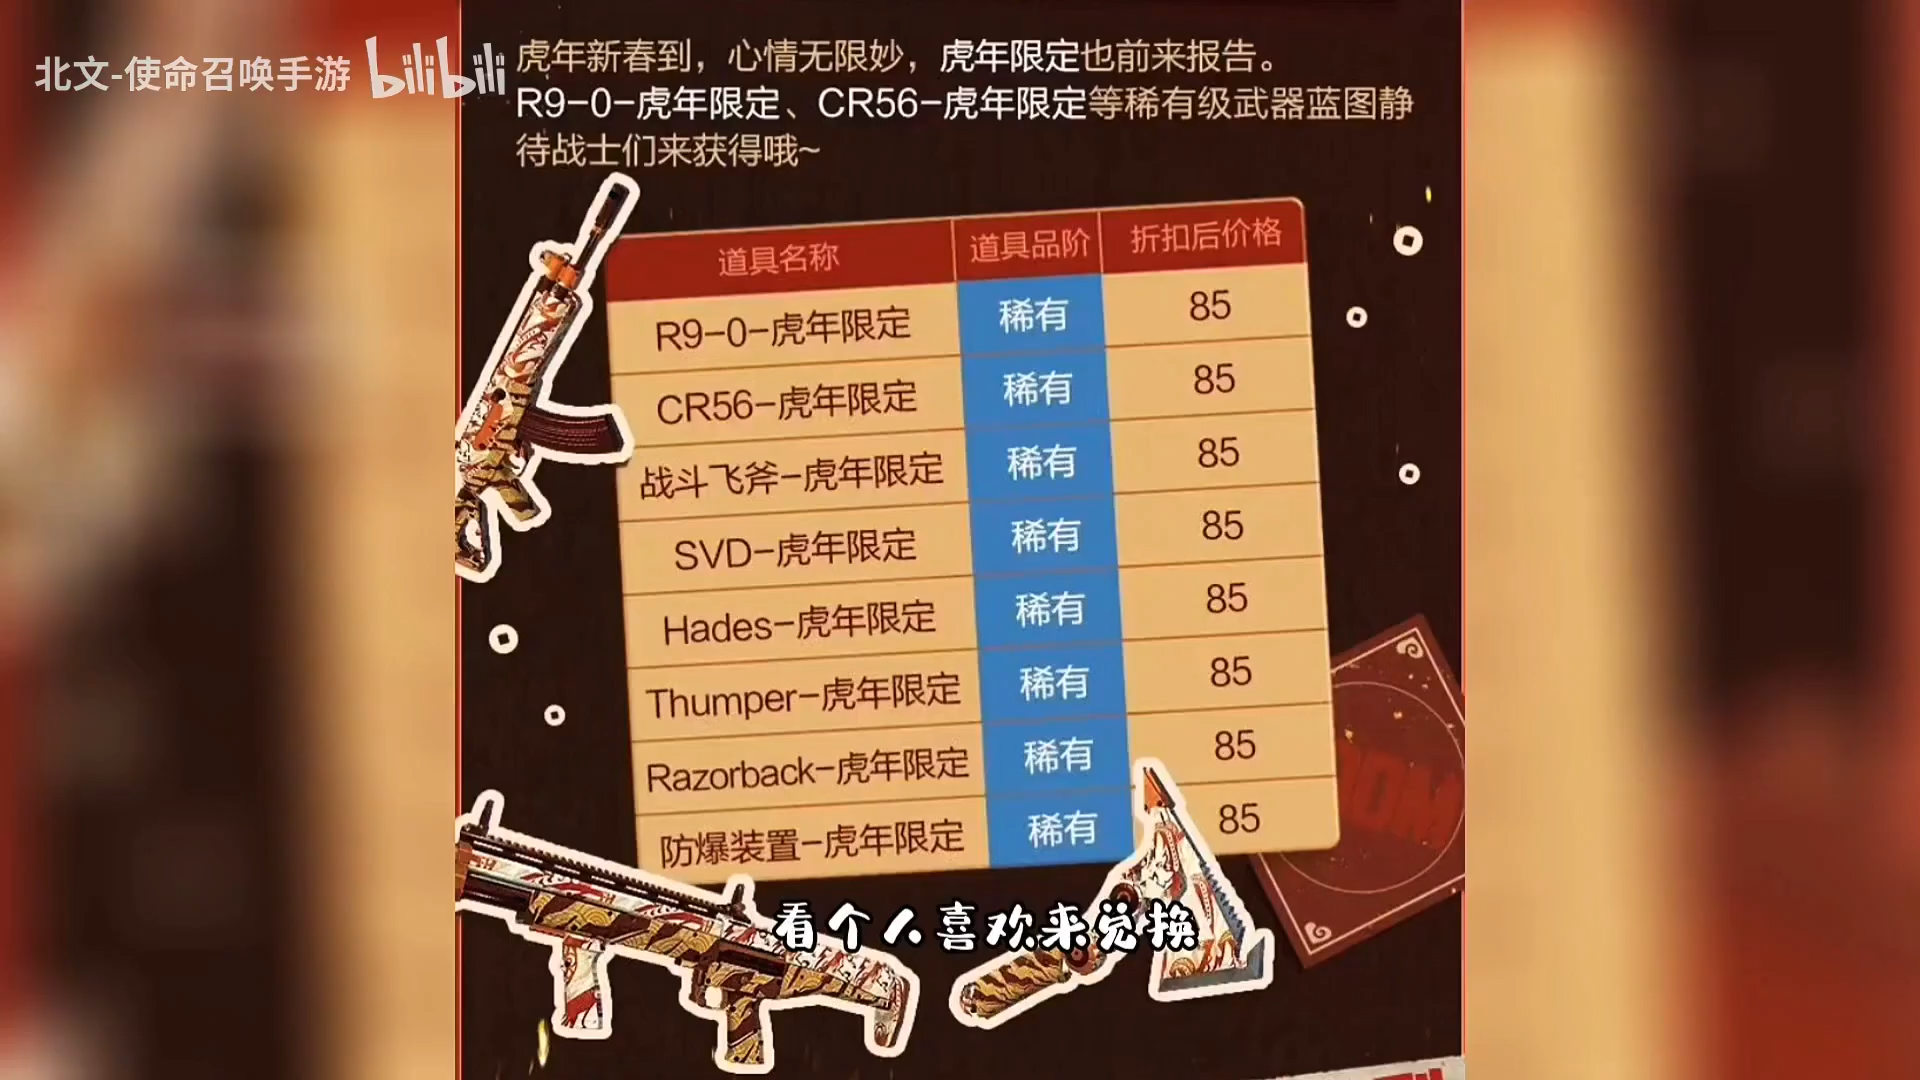 北文-使命召唤手游 bilibili
虎年新春到，心情无限妙，虎年限定也前来报告。
R9-0-虎年限定、CR56-虎年限定等稀有级武器蓝图静
待战士们来获得哦~
道具名称 道具品阶 折扣后价格
R9-0-虎年限定 稀有 85
CR56-虎年限定 稀有 85
战斗飞斧-虎年限定 稀有 85
SVD-虎年限定 稀有 85
Hades-虎年限定 稀有 85
Thumper-虎年限定 稀有 85
Razorback-虎年限定 稀有 85
防爆装置-虎年限定 稀有 85
看个人喜欢来兑换